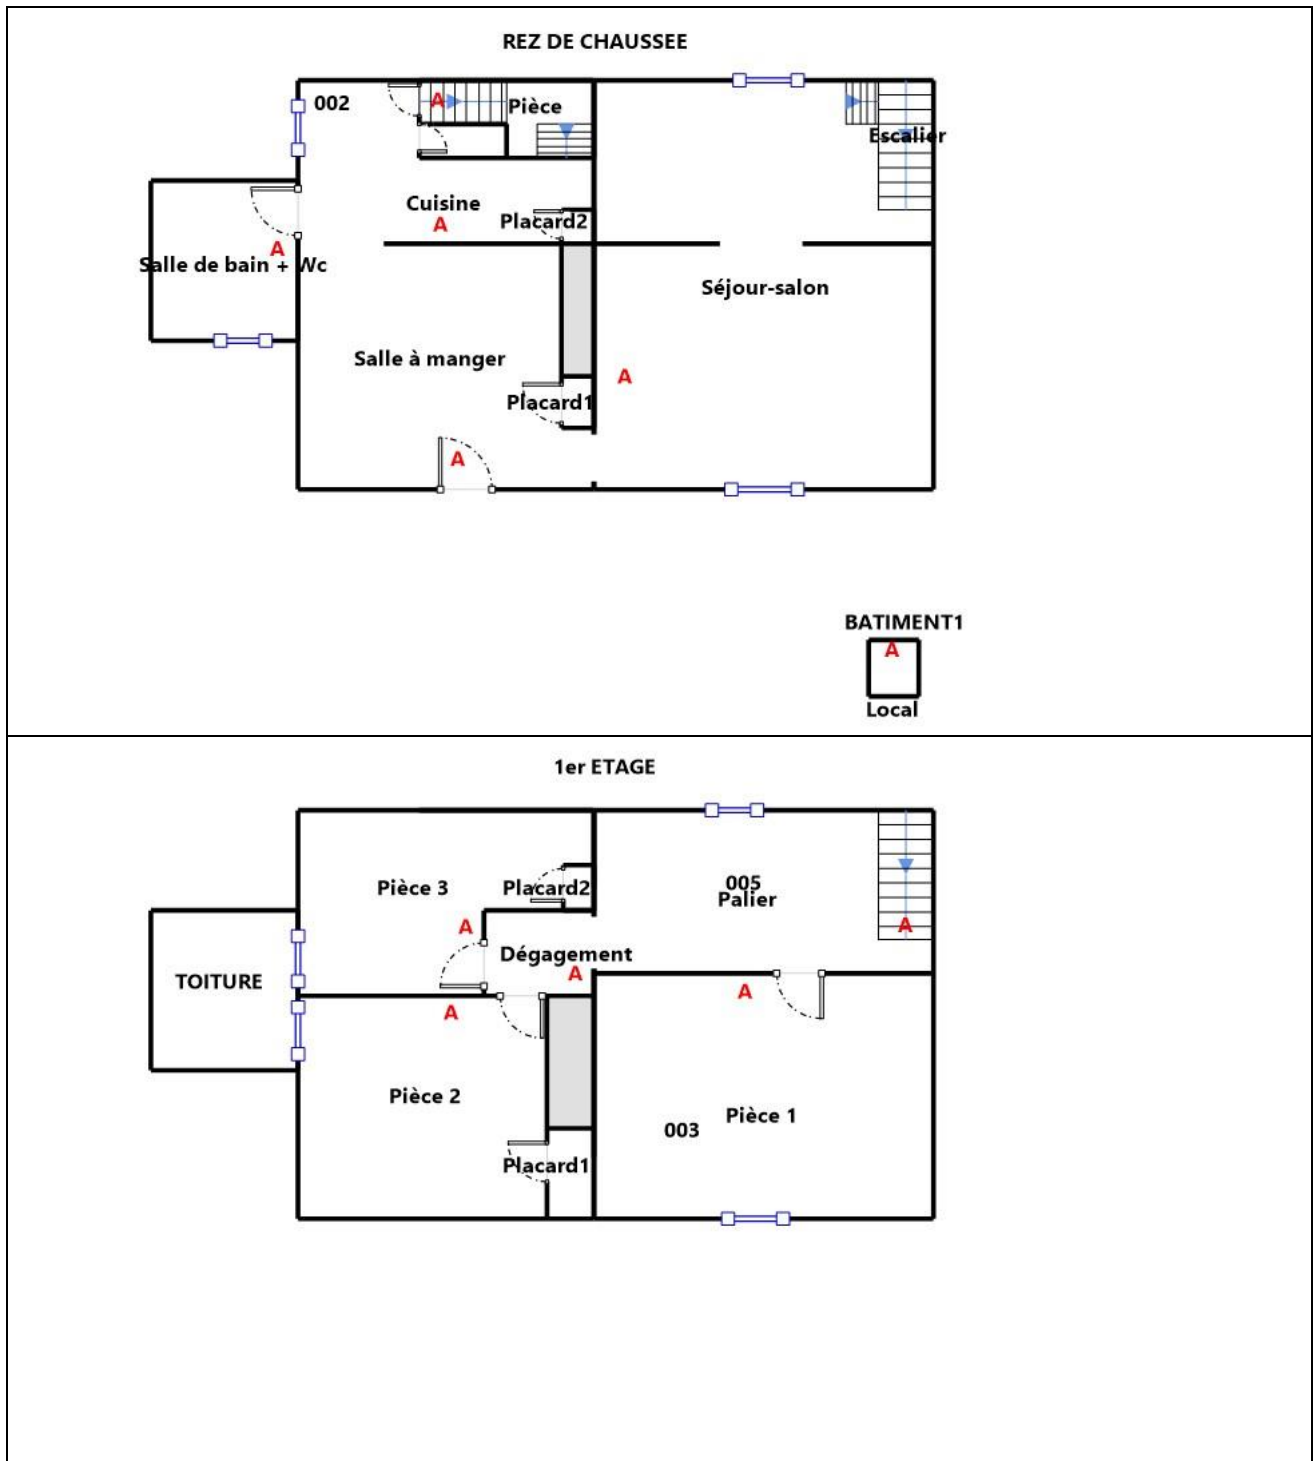 REZ DE CHAUSSEE
002
A
Pièce
Escalier
Cuisine
A
Placard2
A
Salle de bain + Wc
Séjour-salon
Salle à manger
A
Placard1
A
BATIMENT1
A
Local
1er ETAGE
Pièce 3
Placard2
005
Palier
A
A
Dégagement
A
TOITURE
A
A
Pièce 2
Pièce 1
003
Placard1